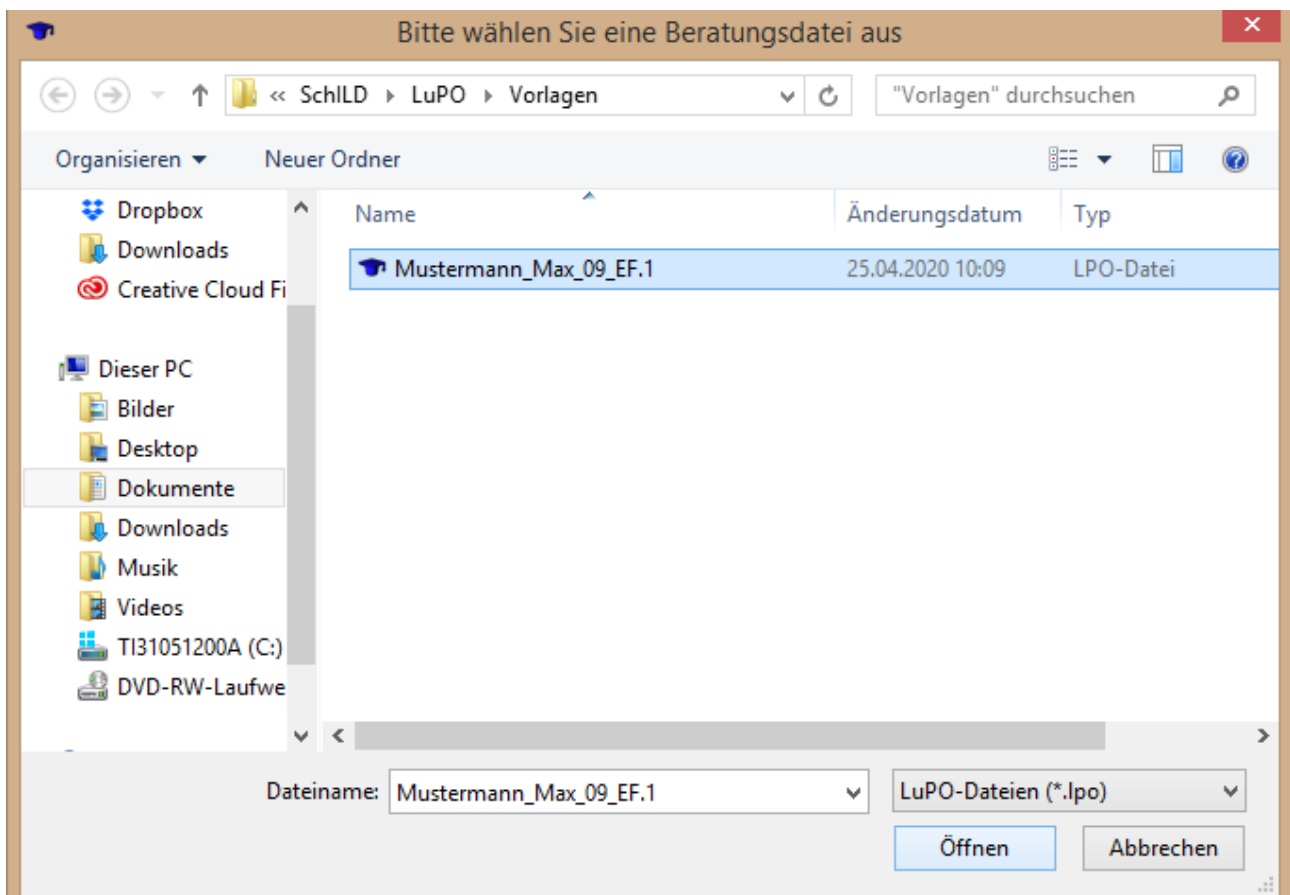 Bitte wählen Sie eine Beratungsdatei aus
« SchILD LuPO Vorlagen
"Vorlagen" durchsuchen
Organisieren
Neuer Ordner
Name
Änderungsdatum
Typ
Mustermann_Max_09_EF.1
25.04.2020 10:09
LPO-Datei
Dropbox
Downloads
Creative Cloud Fi
Dieser PC
Bilder
Desktop
Dokumente
Downloads
Musik
Videos
TI31051200A (C:)
DVD-RW-Laufwe
Dateiname:
Mustermann_Max_09_EF.1
LuPO-Dateien (*.lpo)
Öffnen
Abbrechen